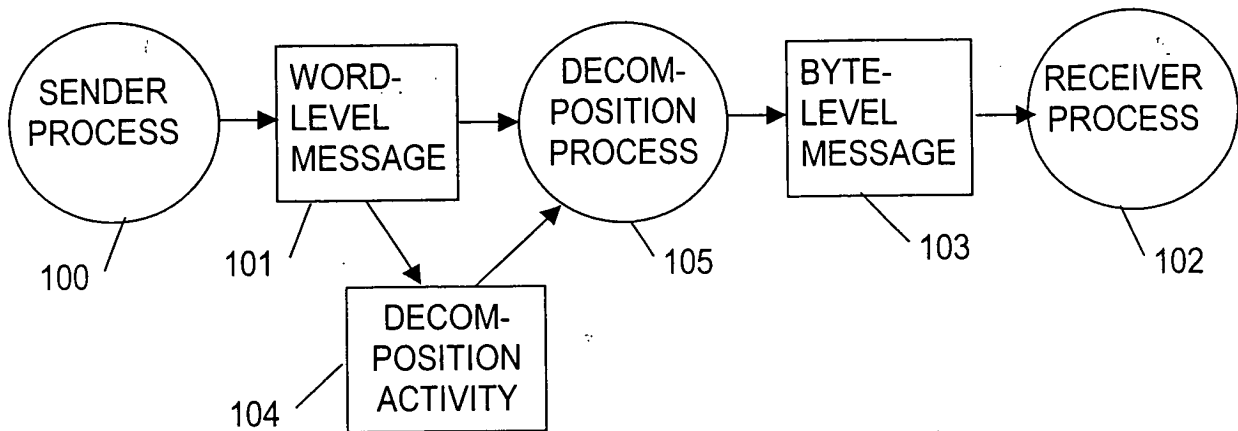 SENDER
PROCESS
WORD-
LEVEL
MESSAGE
DECOM-
POSITION
PROCESS
BYTE-
LEVEL
MESSAGE
RECEIVER
PROCESS
100
101
105
103
102
DECOM-
POSITION
ACTIVITY
104